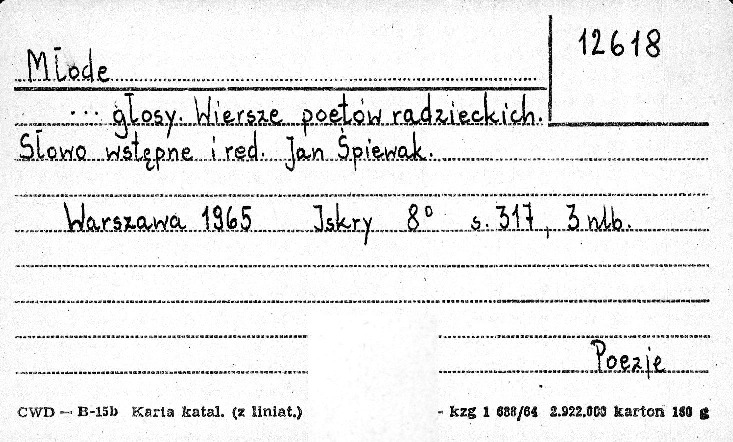 12618
Młode
... głosy. Wiersze poetów radzieckich.
Słowo wstępne i red. Jan Śpiewak.
Warszawa 1965 Iskry 8° s. 317, 3 nlb.
Poezje
CWD — B-15b Karta katal. (z liniat.) - kzg 1 688/64 2.922.000 karton 160 g